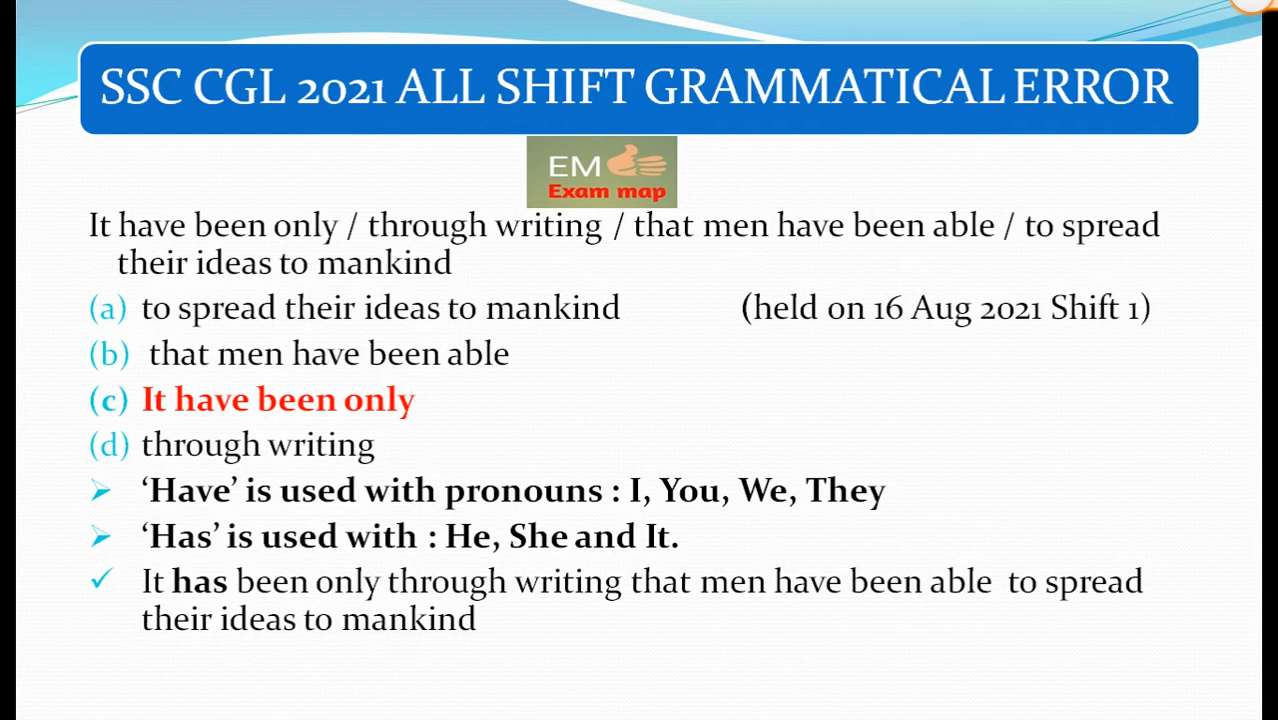 SSC CGL 2021 ALL SHIFT GRAMMATICAL ERROR
EM
Exam map
It have been only / through writing / that men have been able / to spread
their ideas to mankind
(a) to spread their ideas to mankind (held on 16 Aug 2021 Shift 1)
(b) that men have been able
(c) It have been only
(d) through writing
➢ ‘Have’ is used with pronouns : I, You, We, They
➢ ‘Has’ is used with : He, She and It.
✓ It has been only through writing that men have been able to spread
their ideas to mankind